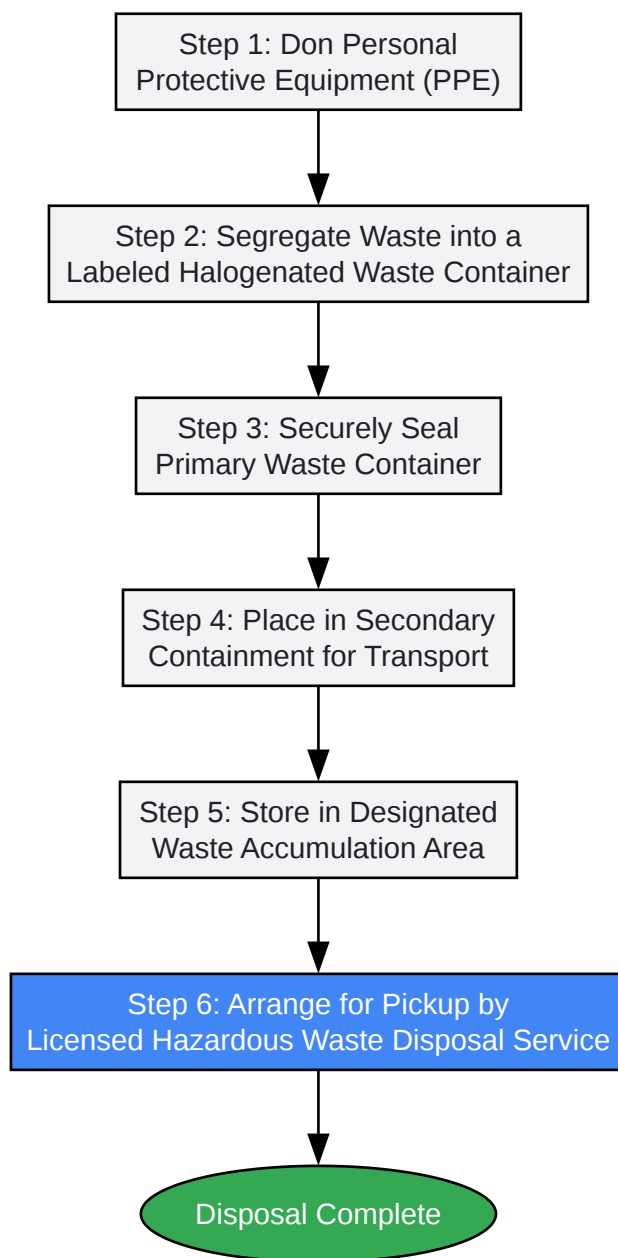 Step 1: Don Personal
Protective Equipment (PPE)
Step 2: Segregate Waste into a
Labeled Halogenated Waste Container
Step 3: Securely Seal
Primary Waste Container
Step 4: Place in Secondary
Containment for Transport
Step 5: Store in Designated
Waste Accumulation Area
Step 6: Arrange for Pickup by
Licensed Hazardous Waste Disposal Service
Disposal Complete